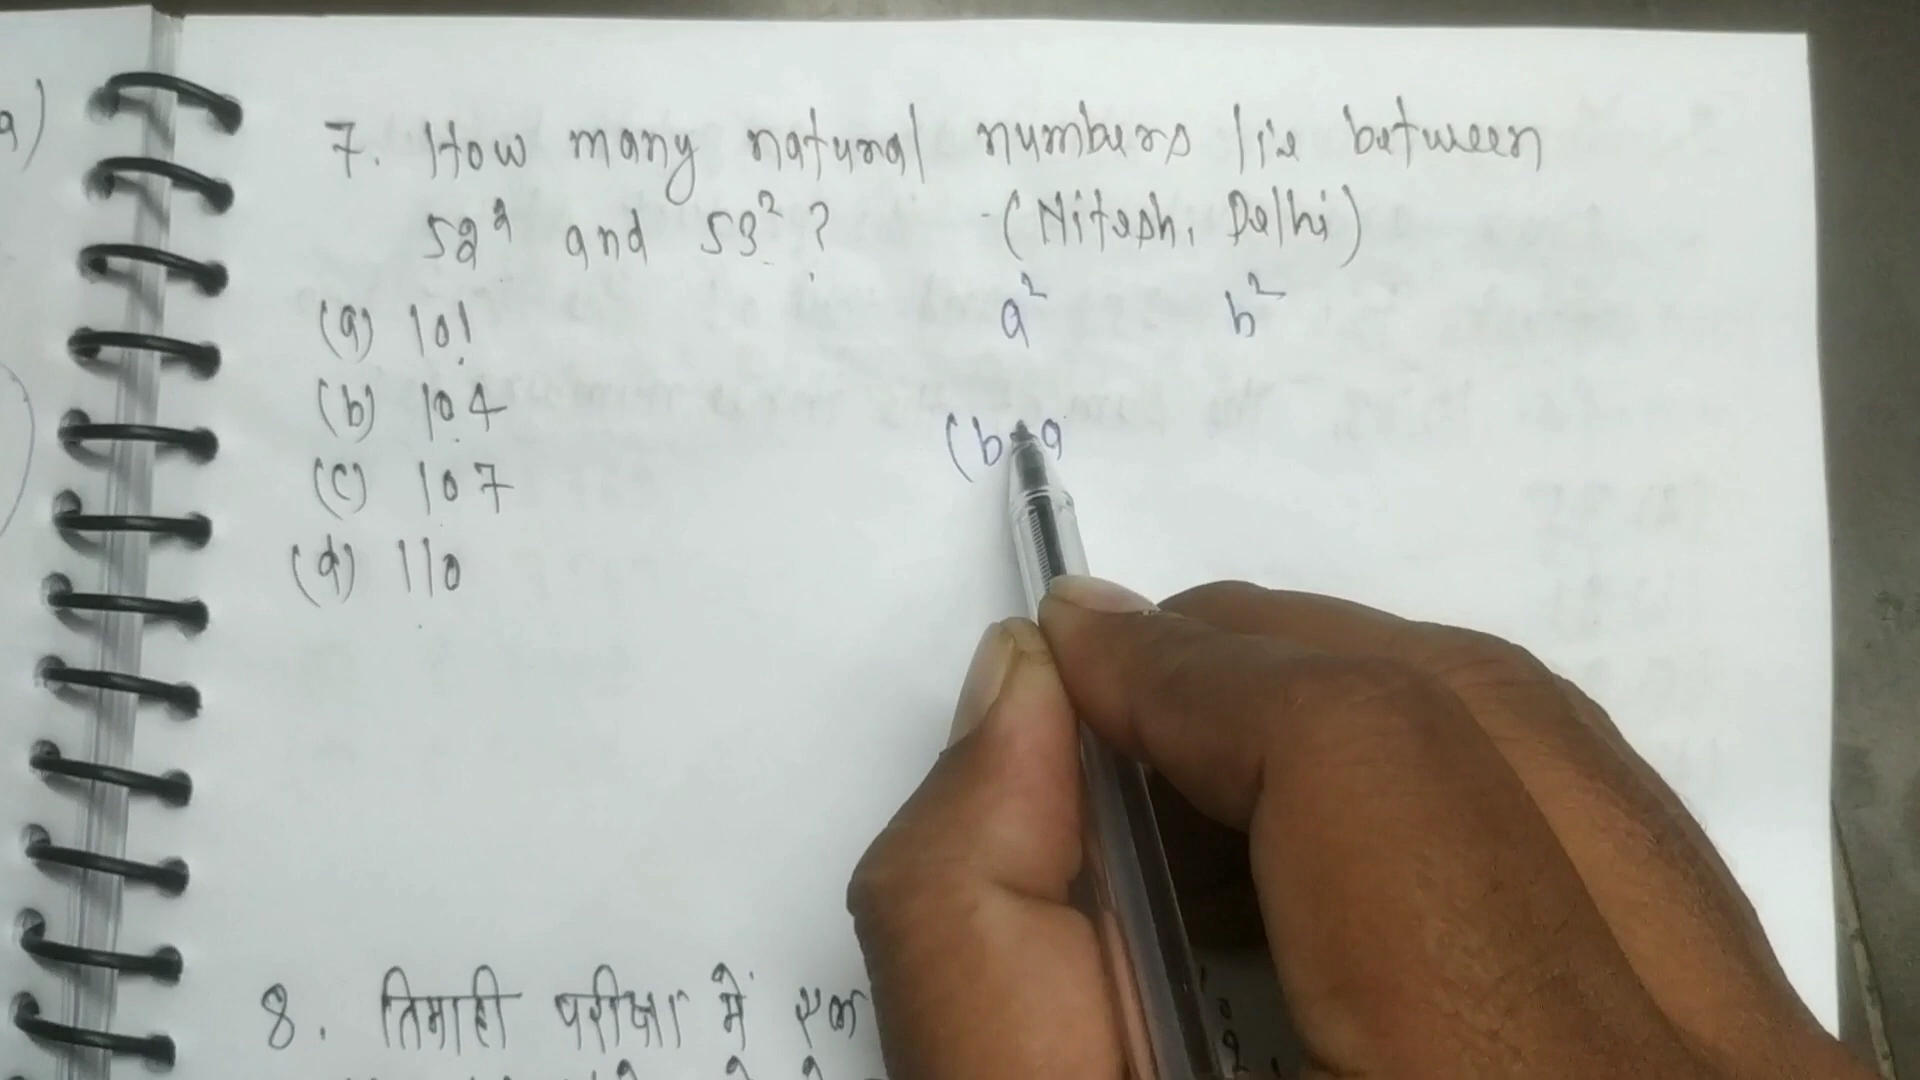 a)
7. How many natural numbers lie between
52² and 53² ? - (Nitesh, Delhi)
a² b²
(a) 101
(b) 104
(c) 107
(d) 110
(b a
8. तिमाही परीक्षा में एक